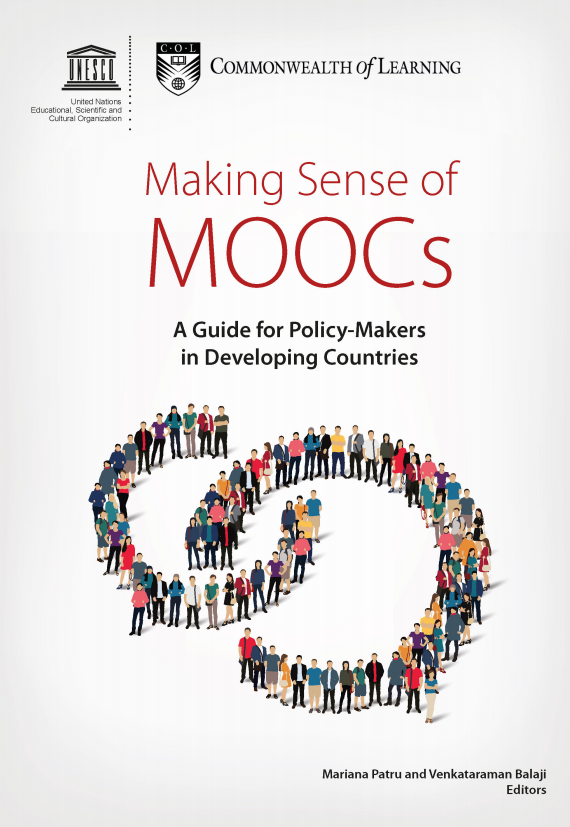 UNESCO
United Nations
Educational, Scientific and
Cultural Organization
C·O·L
COMMONWEALTH of LEARNING
Making Sense of
MOOCs
A Guide for Policy-Makers
in Developing Countries
Mariana Patru and Venkataraman Balaji
Editors